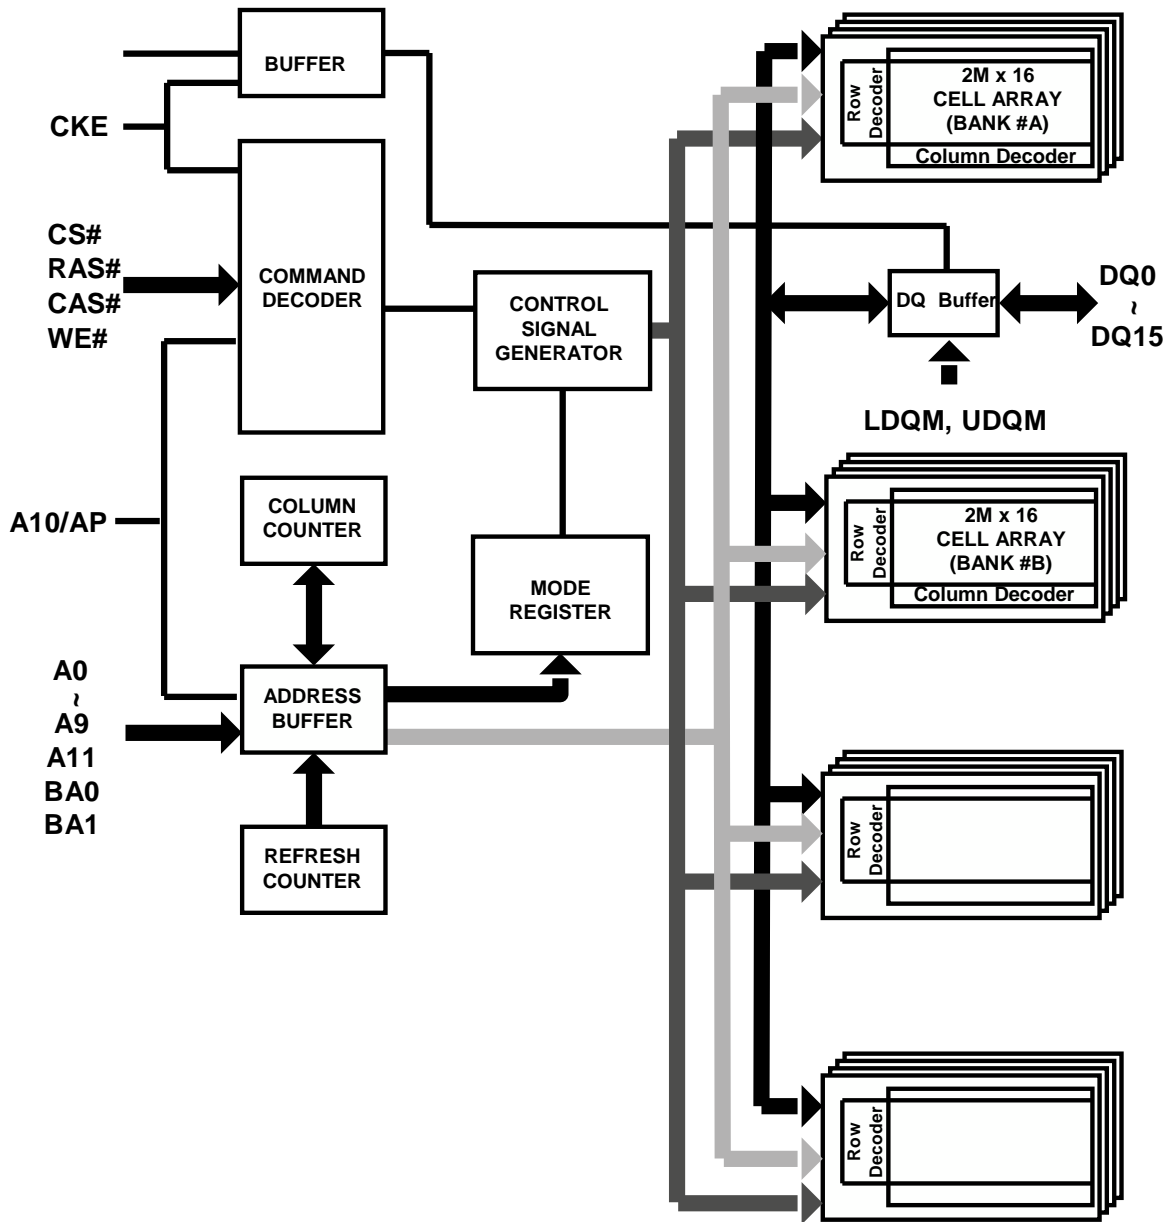 BUFFER
CKE
CS#
RAS#
CAS#
WE#
COMMAND
DECODER
CONTROL
SIGNAL
GENERATOR
A10/AP
COLUMN
COUNTER
MODE
REGISTER
A0
~
A9
A11
BA0
BA1
ADDRESS
BUFFER
REFRESH
COUNTER
Row
Decoder
2M x 16
CELL ARRAY
(BANK #A)
Column Decoder
DQ Buffer
DQ0
~
DQ15
LDQM, UDQM
Row
Decoder
2M x 16
CELL ARRAY
(BANK #B)
Column Decoder
Row
Decoder
Row
Decoder